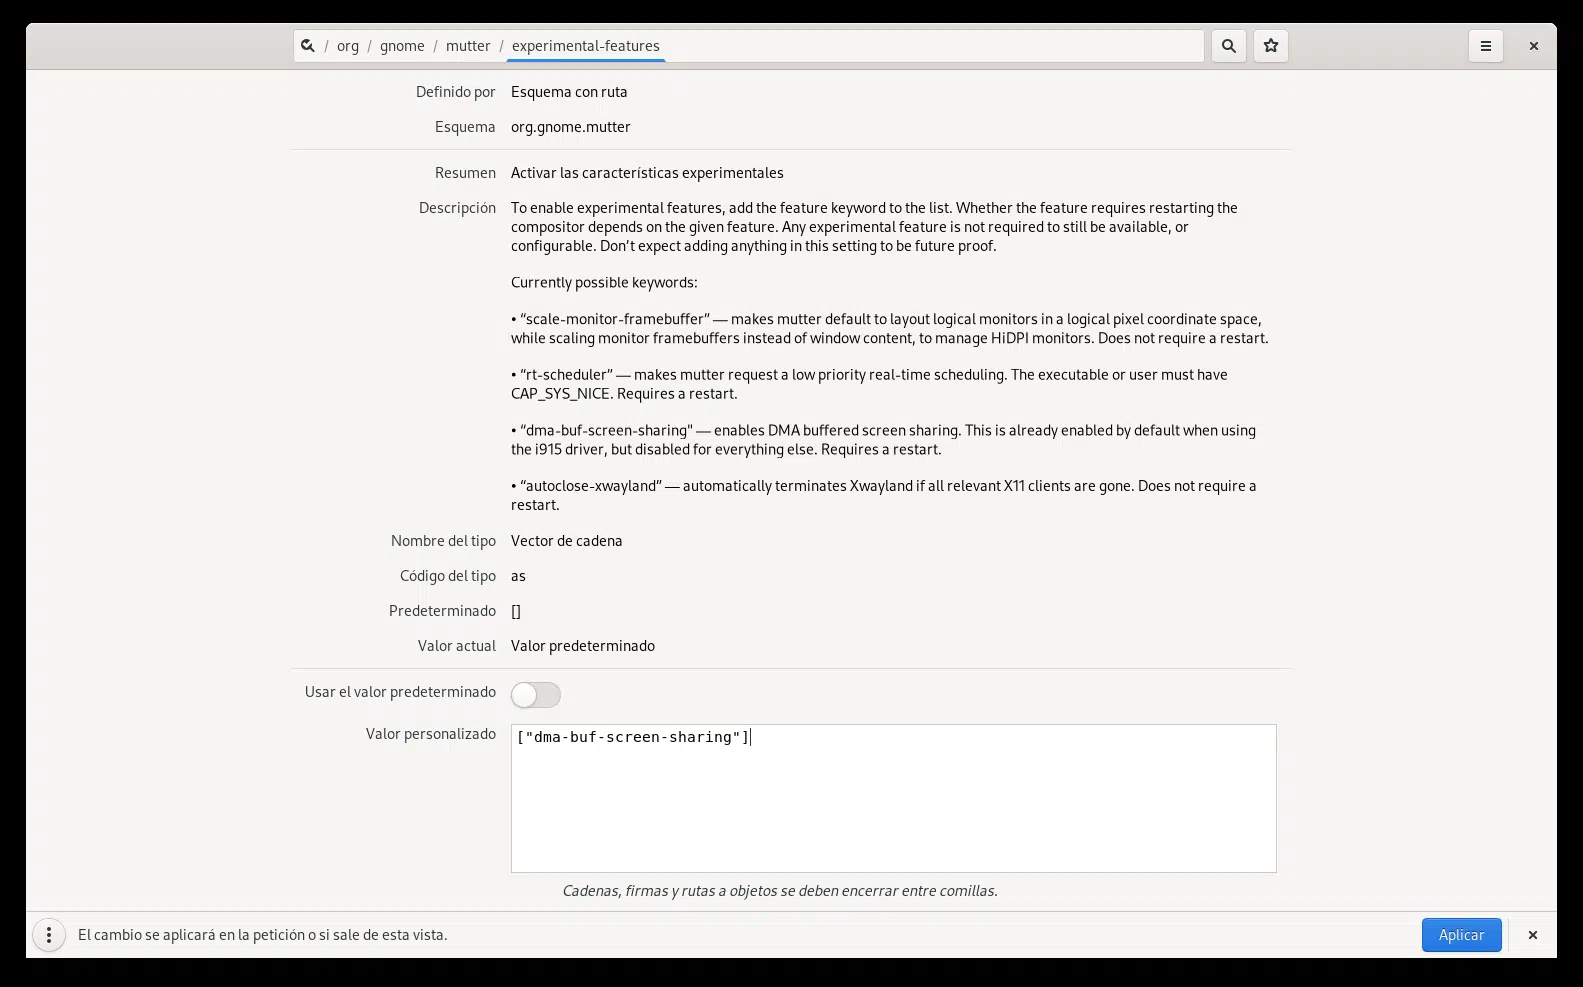 / org / gnome / mutter / experimental-features
Definido por Esquema con ruta
Esquema org.gnome.mutter
Resumen Activar las características experimentales
Descripción To enable experimental features, add the feature keyword to the list. Whether the feature requires restarting the
compositor depends on the given feature. Any experimental feature is not required to still be available, or
configurable. Don’t expect adding anything in this setting to be future proof.
Currently possible keywords:
• “scale-monitor-framebuffer” — makes mutter default to layout logical monitors in a logical pixel coordinate space,
while scaling monitor framebuffers instead of window content, to manage HiDPI monitors. Does not require a restart.
• “rt-scheduler” — makes mutter request a low priority real-time scheduling. The executable or user must have
CAP_SYS_NICE. Requires a restart.
• “dma-buf-screen-sharing" — enables DMA buffered screen sharing. This is already enabled by default when using
the i915 driver, but disabled for everything else. Requires a restart.
• “autoclose-xwayland” — automatically terminates Xwayland if all relevant X11 clients are gone. Does not require a
restart.
Nombre del tipo Vector de cadena
Código del tipo as
Predeterminado []
Valor actual Valor predeterminado
Usar el valor predeterminado
Valor personalizado ["dma-buf-screen-sharing"]
Cadenas, firmas y rutas a objetos se deben encerrar entre comillas.
El cambio se aplicará en la petición o si sale de esta vista. Aplicar